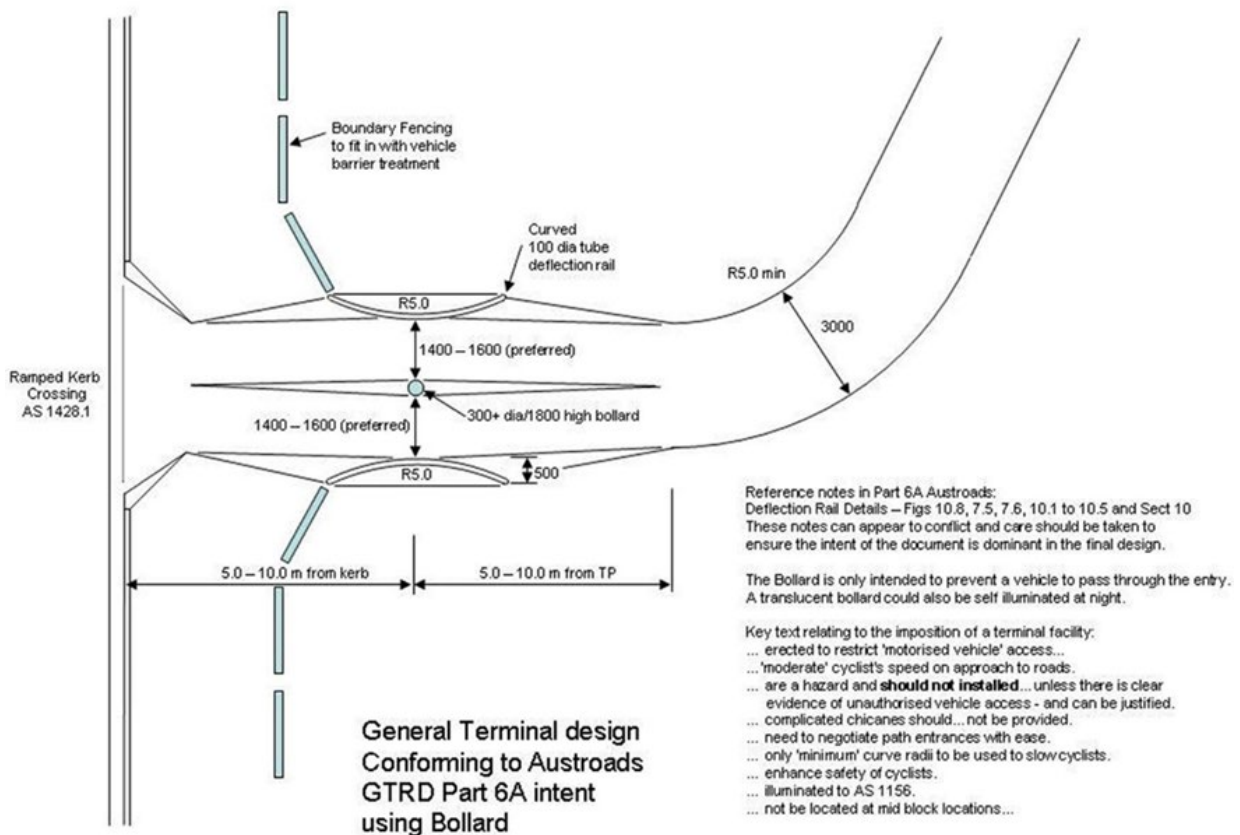 Boundary Fencing
to fit in with vehicle
barrier treatment
Curved
100 dia tube
deflection rail
R5.0
R5.0 min
3000
1400 – 1600 (preferred)
Ramped Kerb
Crossing
AS 1428.1
300+ dia/1800 high bollard
1400 – 1600 (preferred)
R5.0
500
5.0 – 10.0 m from kerb
5.0 – 10.0 m from TP
Reference notes in Part 6A Austroads:
Deflection Rail Details – Figs 10.8, 7.5, 7.6, 10.1 to 10.5 and Sect 10
These notes can appear to conflict and care should be taken to
ensure the intent of the document is dominant in the final design.
The Bollard is only intended to prevent a vehicle to pass through the entry.
A translucent bollard could also be self illuminated at night.
Key text relating to the imposition of a terminal facility:
... erected to restrict 'motorised vehicle' access...
... 'moderate' cyclist's speed on approach to roads.
... are a hazard and should not installed... unless there is clear
evidence of unauthorised vehicle access - and can be justified.
... complicated chicanes should... not be provided.
... need to negotiate path entrances with ease.
... only 'minimum' curve radii to be used to slow cyclists.
... enhance safety of cyclists.
... illuminated to AS 1156.
... not be located at mid block locations...
General Terminal design
Conforming to Austroads
GTRD Part 6A intent
using Bollard